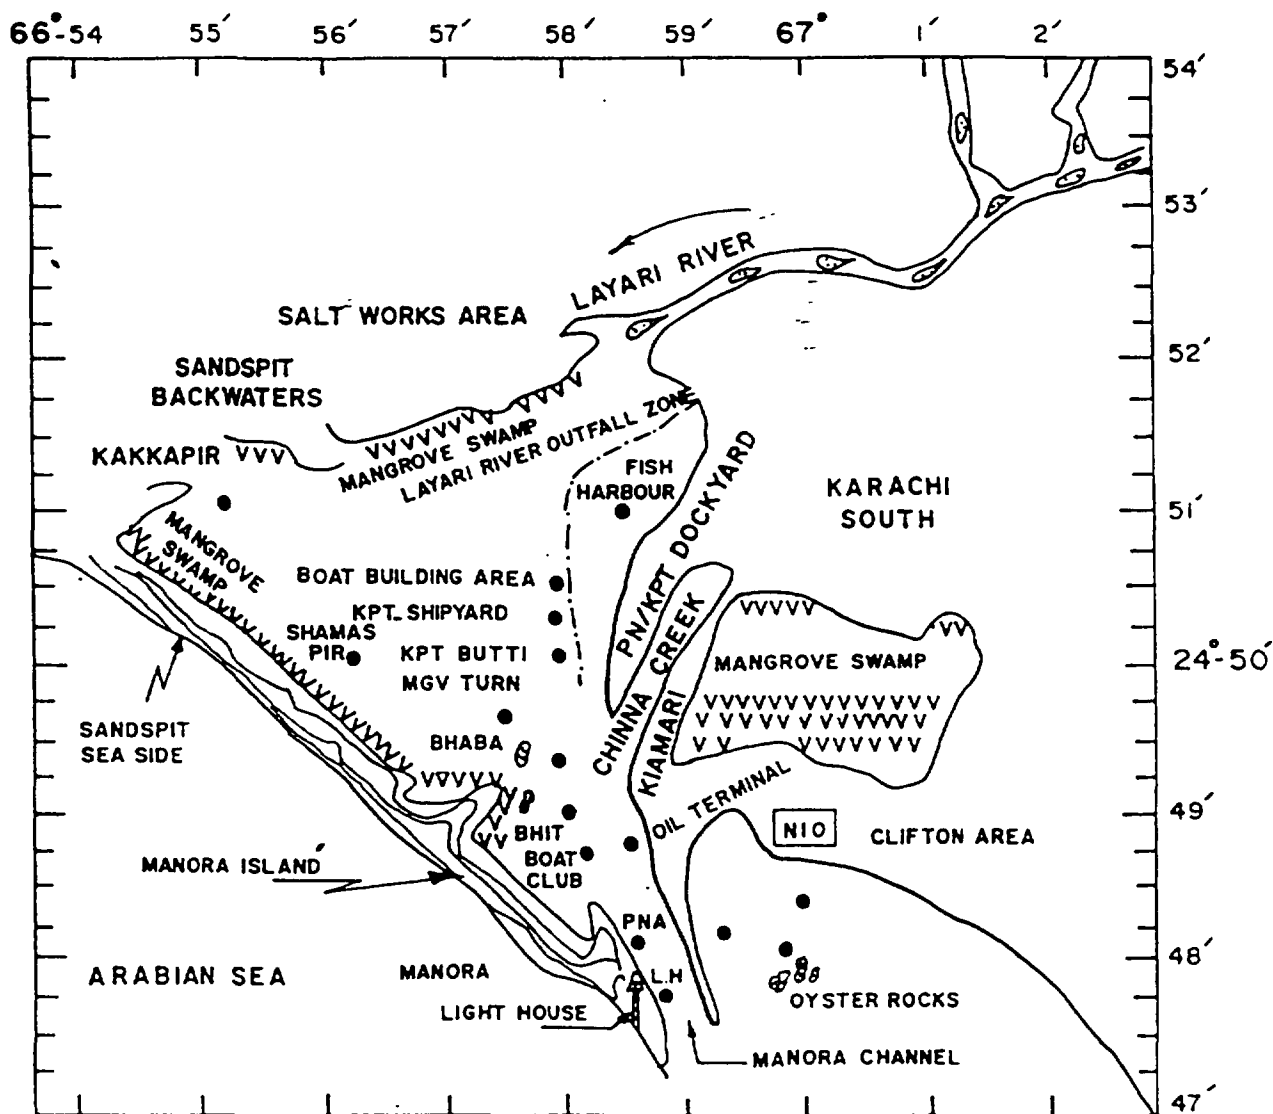 66°-54 55′ 56′ 57′ 58′ 59′ 67° 1′ 2′
54′
53′
LAYARI RIVER
SALT WORKS AREA
52′
SANDSPIT
BACKWATERS
KAKKAPIR
MANGROVE SWAMP
LAYARI RIVER OUTFALL ZONE
FISH
HARBOUR
KARACHI
SOUTH
51′
MANGROVE
SWAMP
PN/KPT DOCKYARD
BOAT BUILDING AREA
KPT SHIPYARD
SHAMAS
PIR
KPT BUTTI
MGV TURN
CHINNA CREEK
KIAMARI
MANGROVE SWAMP
24°-50′
SANDSPIT
SEA SIDE
BHABA
OIL TERMINAL
49′
NIO
CLIFTON AREA
BHIT
BOAT
CLUB
MANORA ISLAND
PNA
48′
ARABIAN SEA
MANORA
L.H
OYSTER ROCKS
LIGHT HOUSE
MANORA CHANNEL
47′